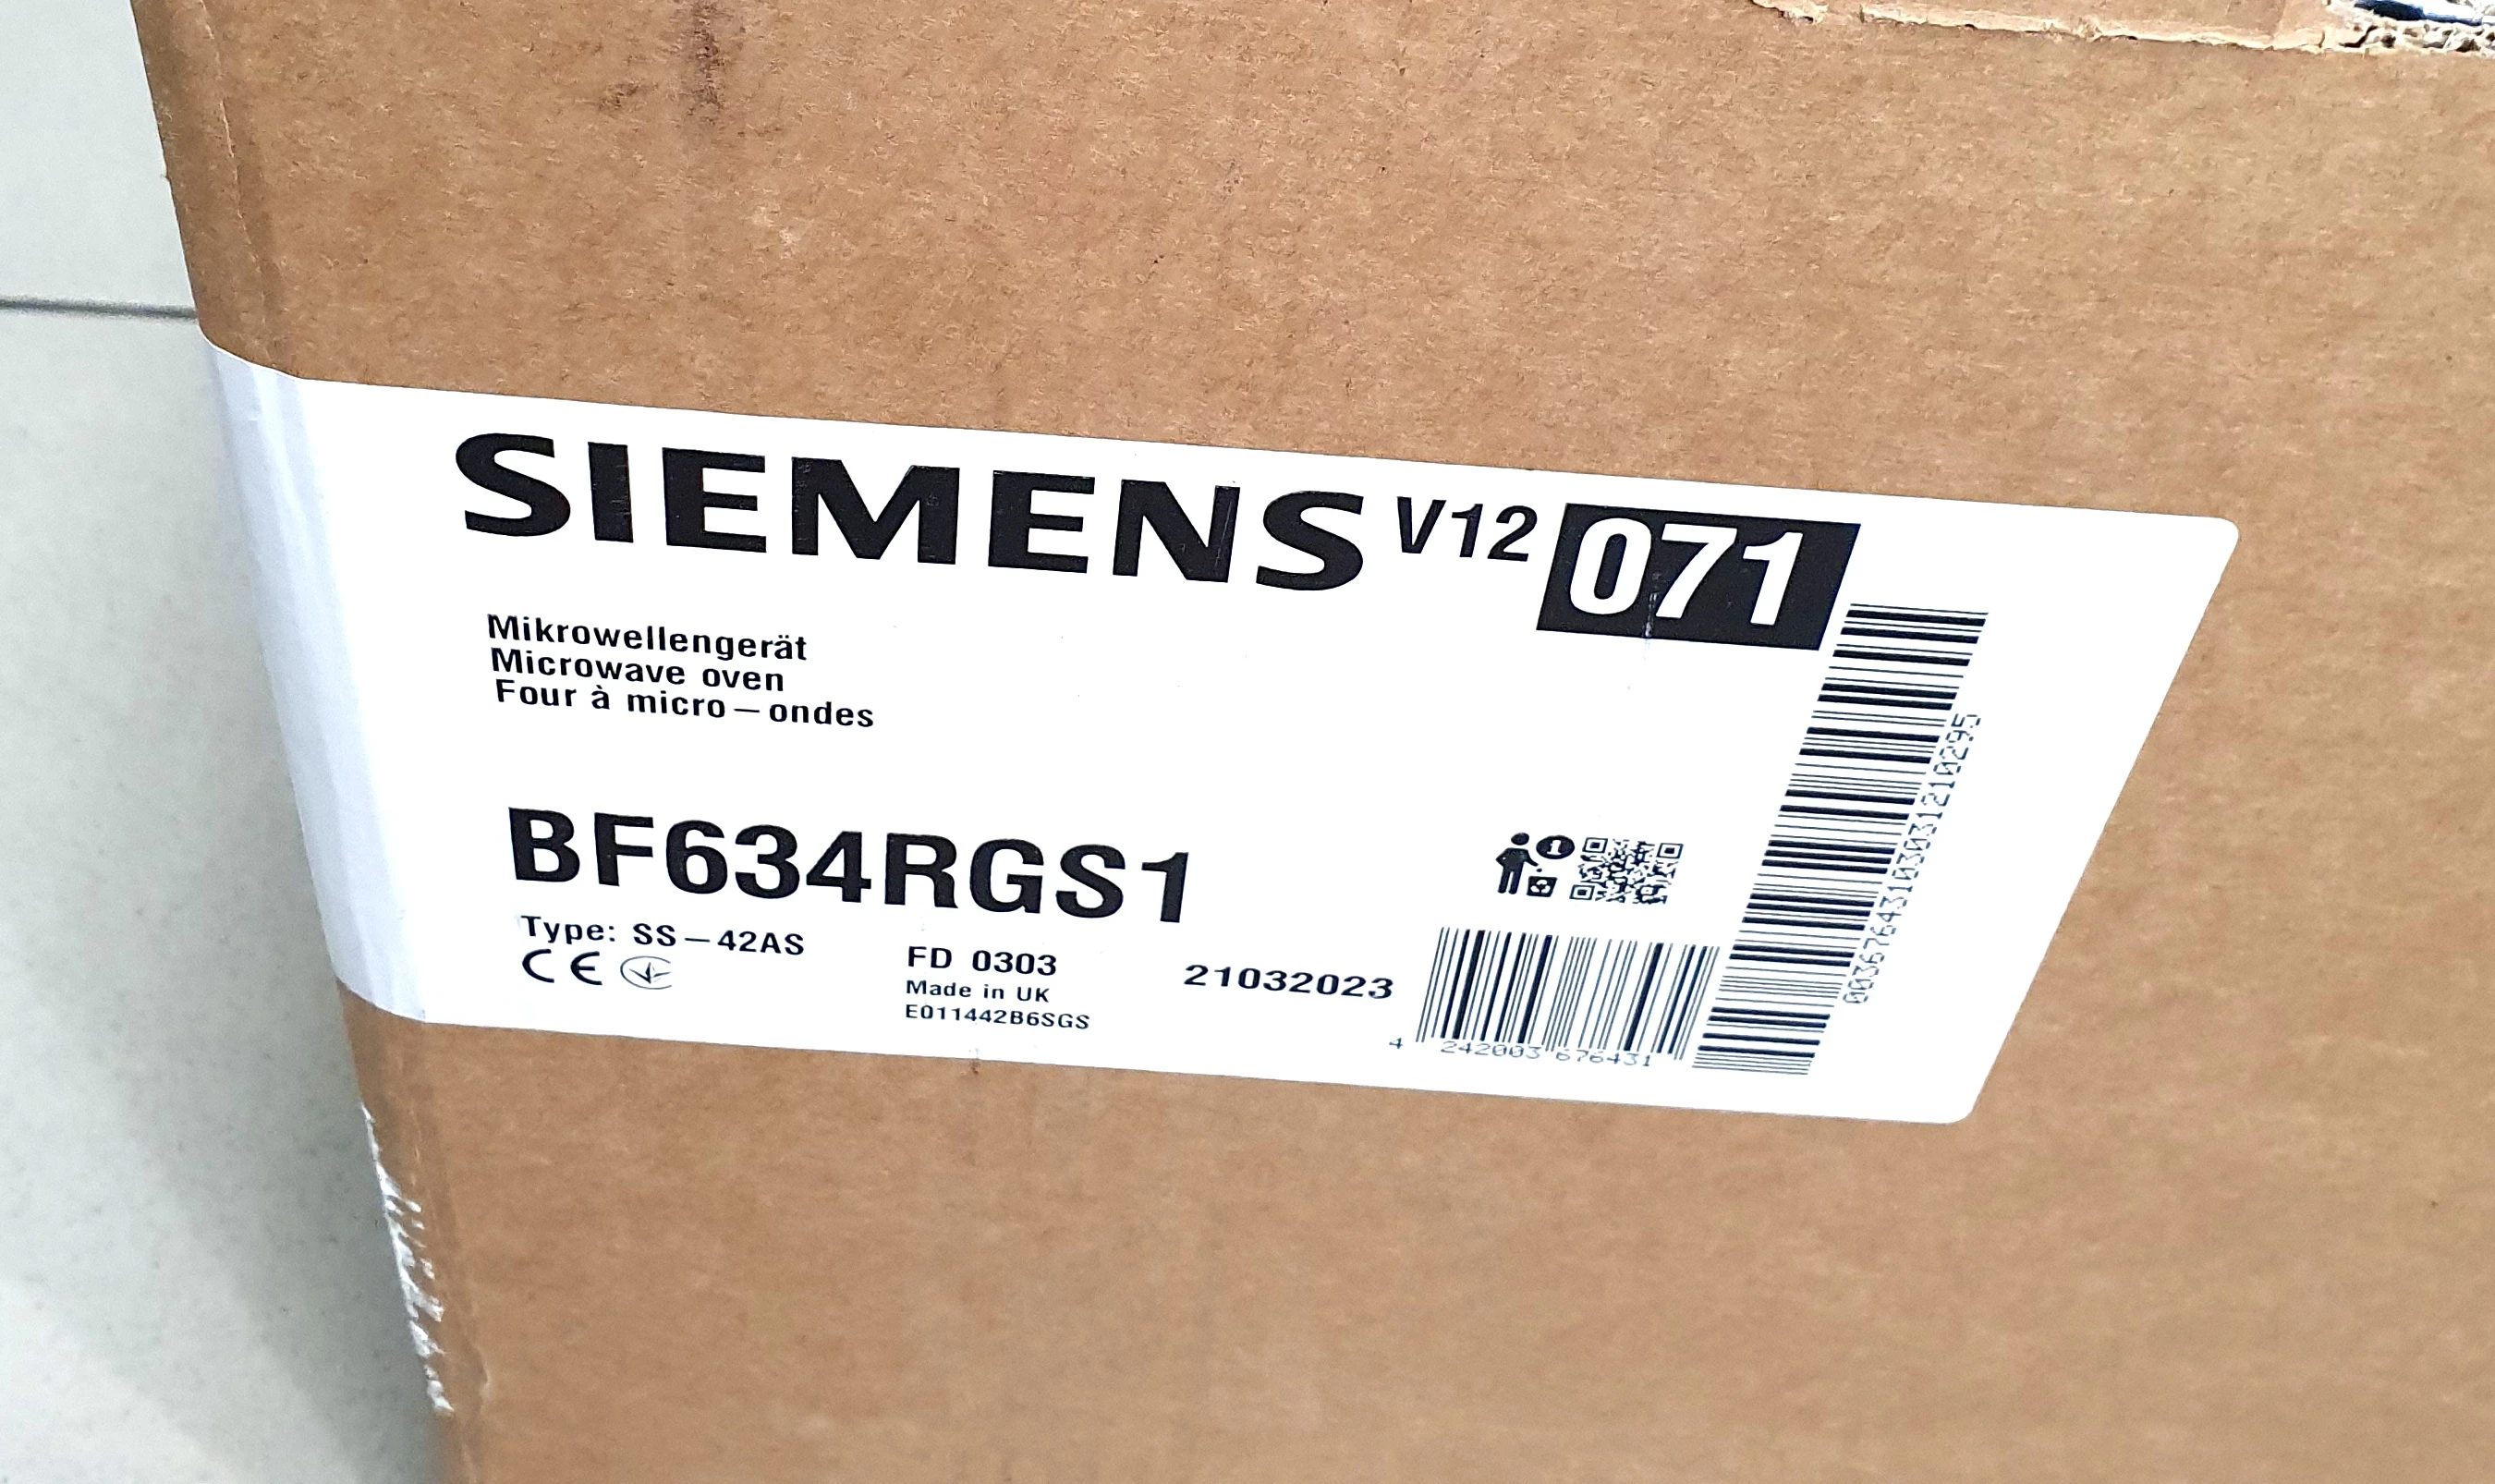 SIEMENS V12 071
Mikrowellengerät
Microwave oven
Four à micro–ondes
BF634RGS1
Type: SS–42AS
CE
FD 0303
Made in UK
E011442B6SGS
21032023
4 242003 676431
003676431030031210295